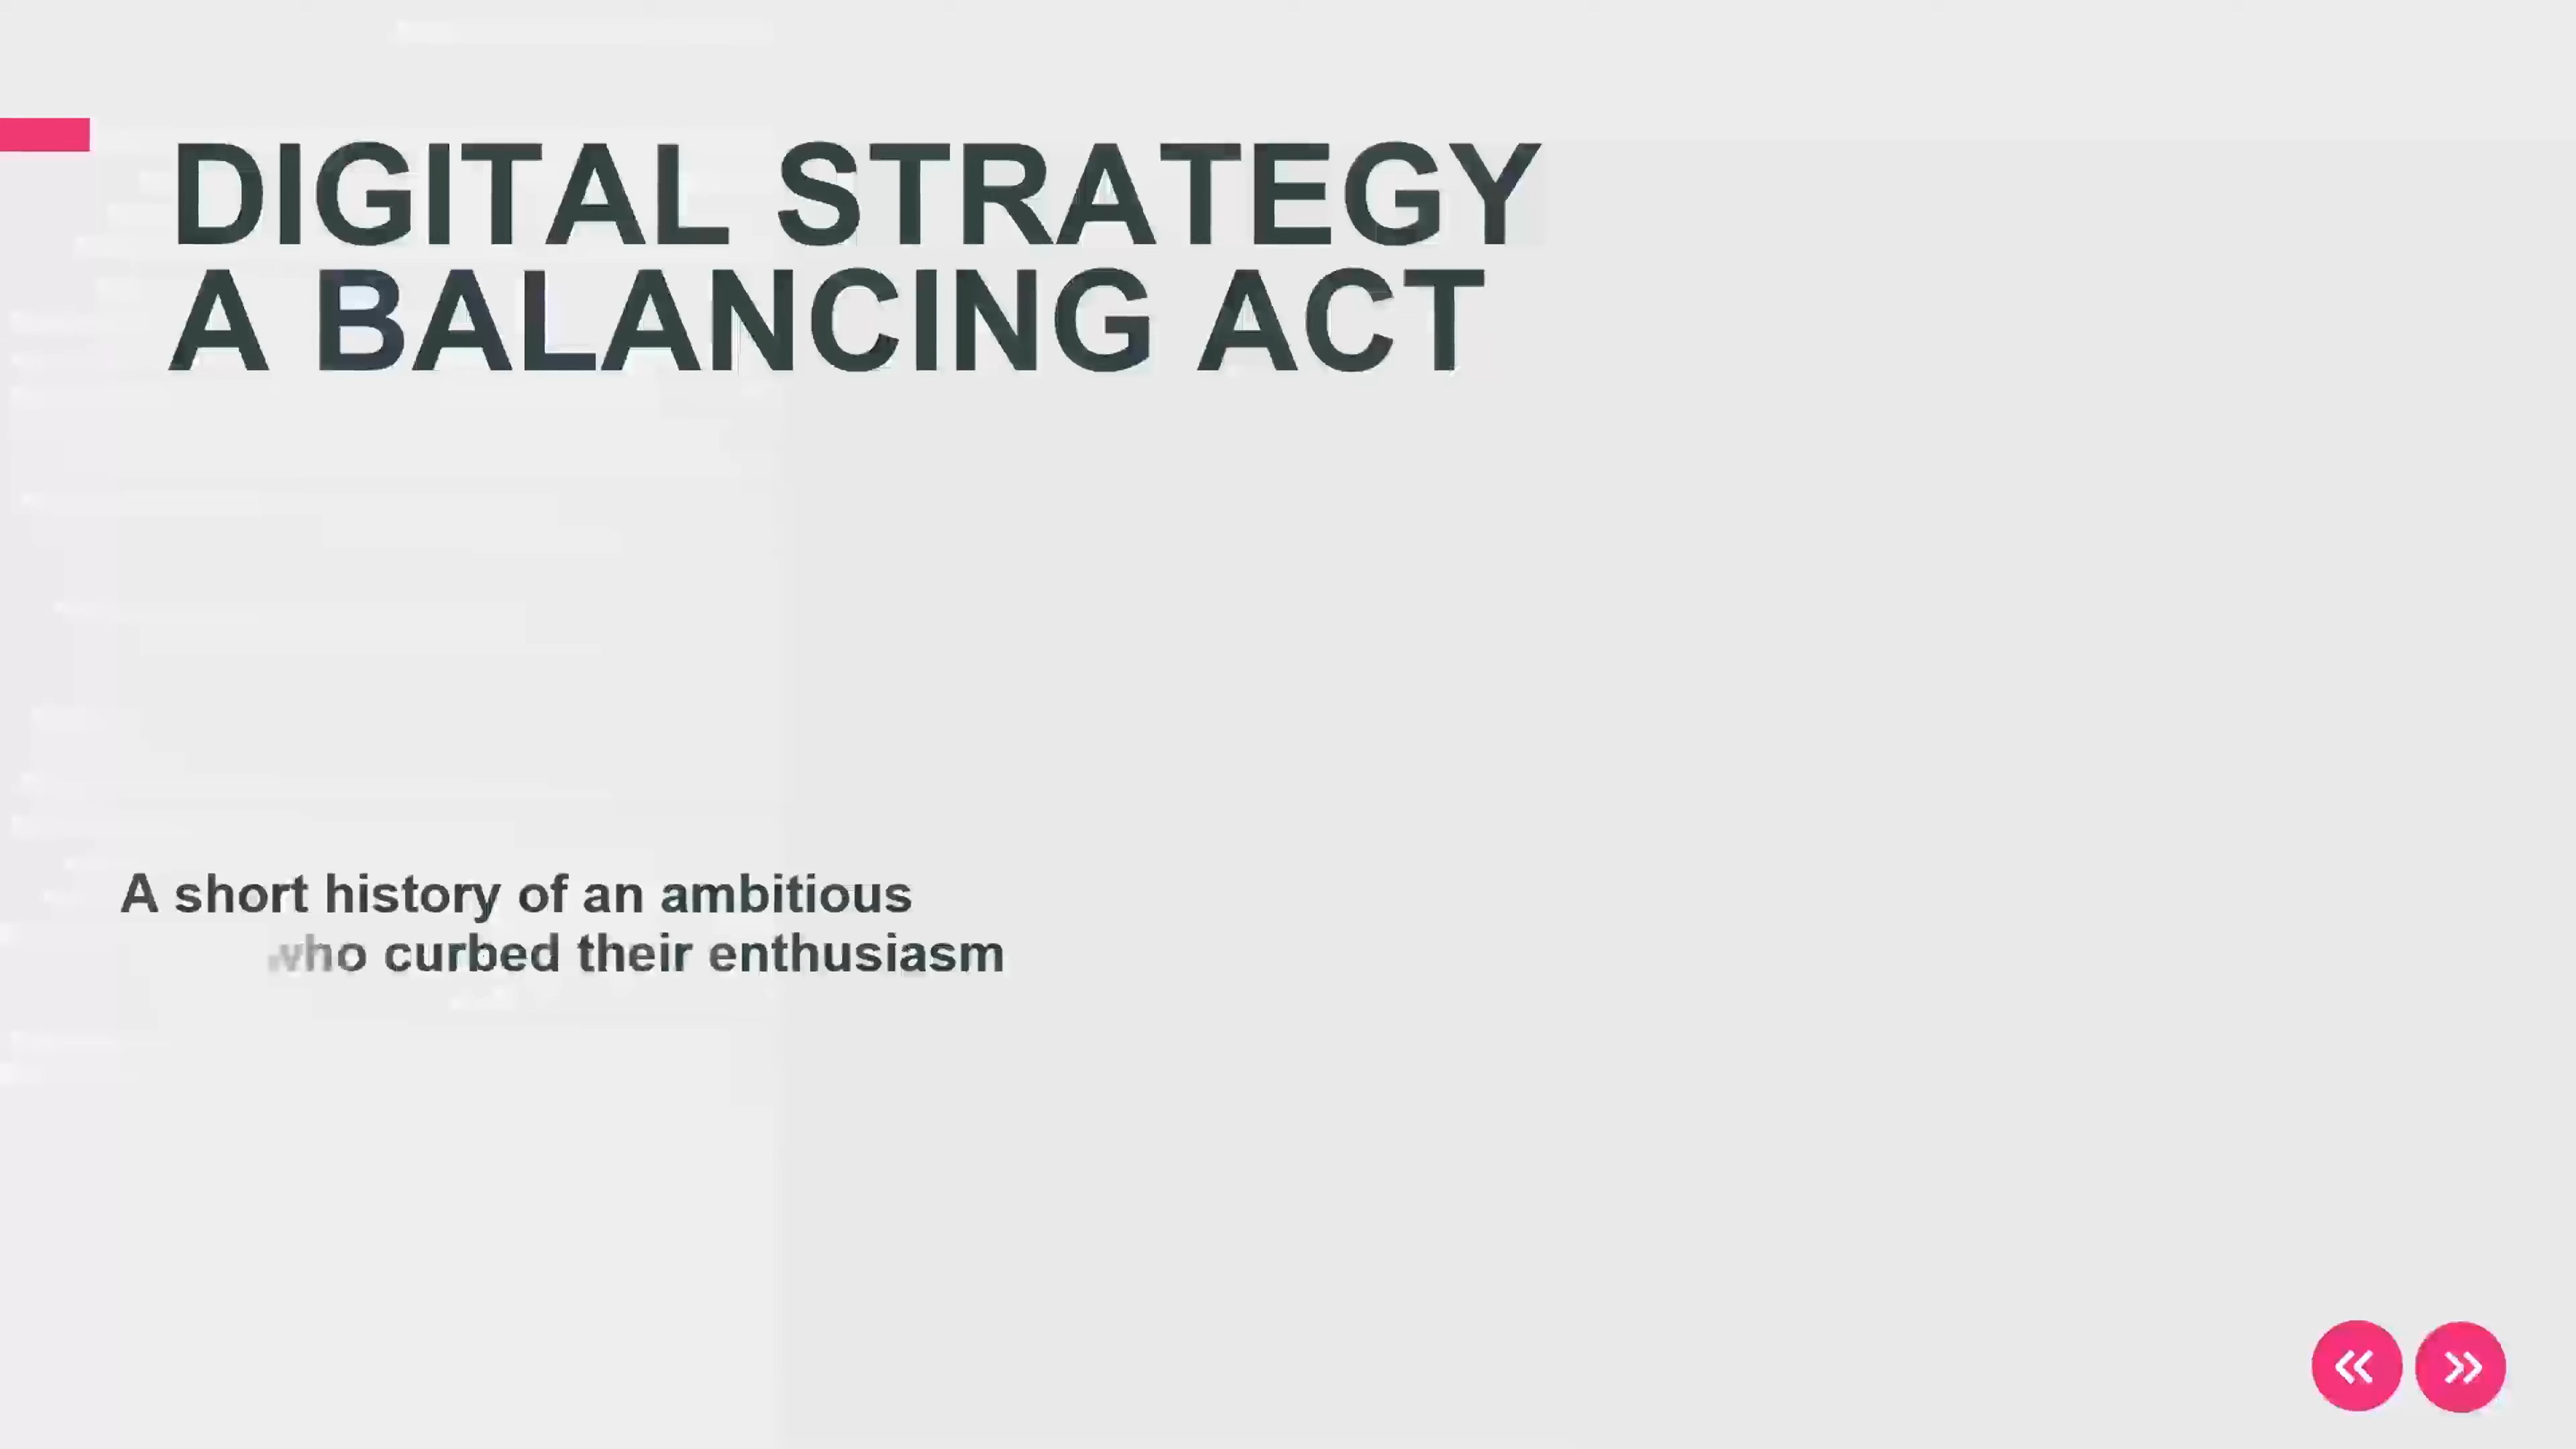 DIGITAL STRATEGY
A BALANCING ACT
A short history of an ambitious
who curbed their enthusiasm